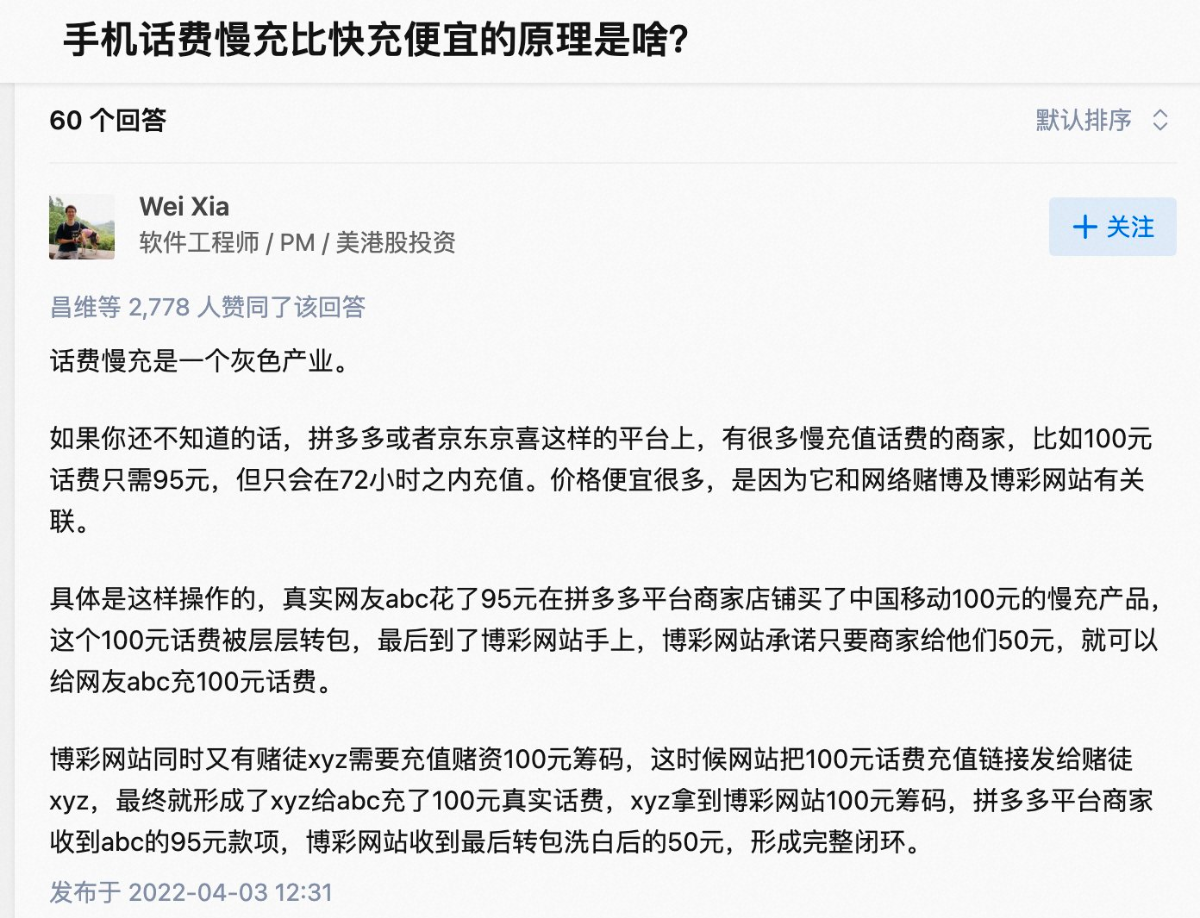 手机话费慢充比快充便宜的原理是啥?
60 个回答
默认排序
Wei Xia
软件工程师 / PM / 美港股投资
+ 关注
昌维等 2,778 人赞同了该回答
话费慢充是一个灰色产业。
如果你还不知道的话，拼多多或者京东京喜这样的平台上，有很多慢充值话费的商家，比如100元
话费只需95元，但只会在72小时之内充值。价格便宜很多，是因为它和网络赌博及博彩网站有关
联。
具体是这样操作的，真实网友abc花了95元在拼多多平台商家店铺买了中国移动100元的慢充产品，
这个100元话费被层层转包，最后到了博彩网站手上，博彩网站承诺只要商家给他们50元，就可以
给网友abc充100元话费。
博彩网站同时又有赌徒xyz需要充值赌资100元筹码，这时候网站把100元话费充值链接发给赌徒
xyz，最终就形成了xyz给abc充了100元真实话费，xyz拿到博彩网站100元筹码，拼多多平台商家
收到abc的95元款项，博彩网站收到最后转包洗白后的50元，形成完整闭环。
发布于 2022-04-03 12:31